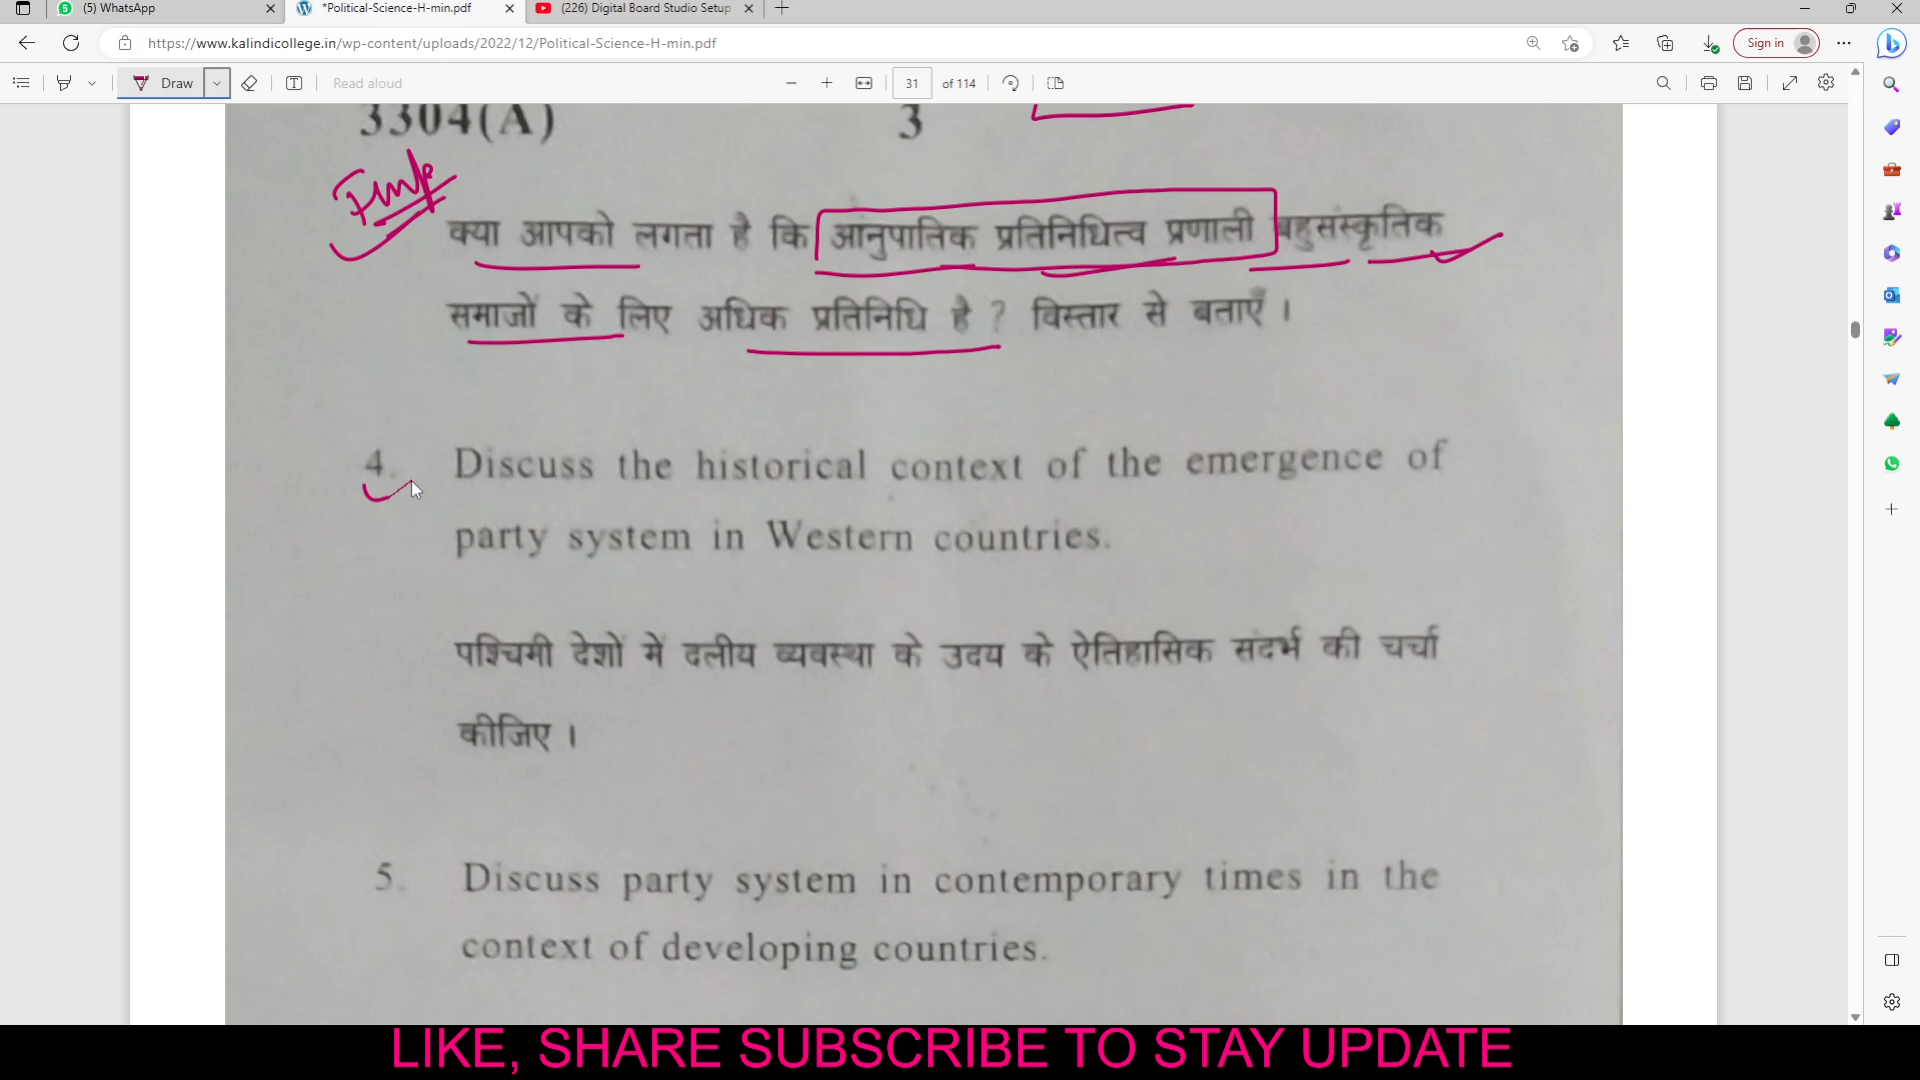 (5) WhatsApp
*Political-Science-H-min.pdf
(226) Digital Board Studio Setup
https://www.kalindicollege.in/wp-content/uploads/2022/12/Political-Science-H-min.pdf
Sign in
Draw
Read aloud
31 of 114
3304(A) 3
क्या आपको लगता है कि आनुपातिक प्रतिनिधित्व प्रणाली बहुसंस्कृतिक
समाजों के लिए अधिक प्रतिनिधि है ? विस्तार से बताएँ ।
4. Discuss the historical context of the emergence of
party system in Western countries.
पश्चिमी देशों में दलीय व्यवस्था के उदय के ऐतिहासिक संदर्भ की चर्चा
कीजिए ।
5. Discuss party system in contemporary times in the
context of developing countries.
LIKE, SHARE SUBSCRIBE TO STAY UPDATE